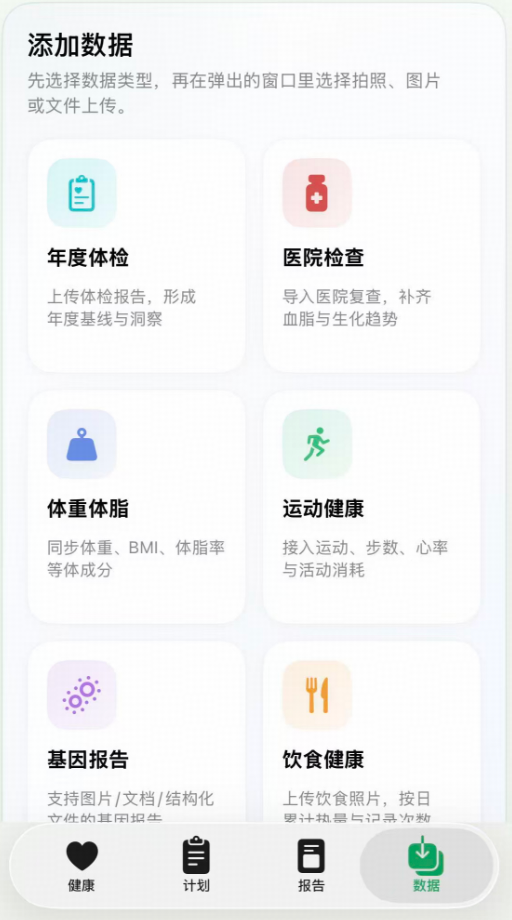 添加数据
先选择数据类型，再在弹出的窗口里选择拍照、图片
或文件上传。
年度体检
上传体检报告，形成
年度基线与洞察
医院检查
导入医院复查，补齐
血脂与生化趋势
体重体脂
同步体重、BMI、体脂率
等体成分
运动健康
接入运动、步数、心率
与活动消耗
基因报告
支持图片/文档/结构化
文件的基因报告
饮食健康
上传饮食照片，按日
累计热量与记录次数
健康
计划
报告
数据